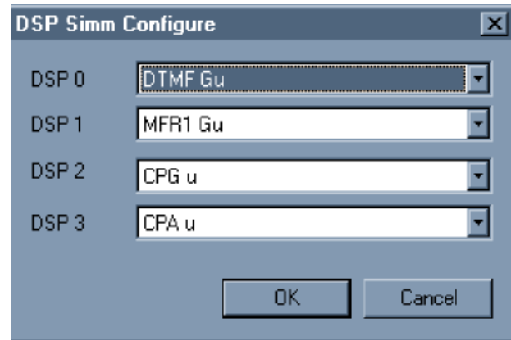 DSP Simm Configure
DSP 0 DTMF Gu
DSP 1 MFR1 Gu
DSP 2 CPG u
DSP 3 CPA u
OK Cancel